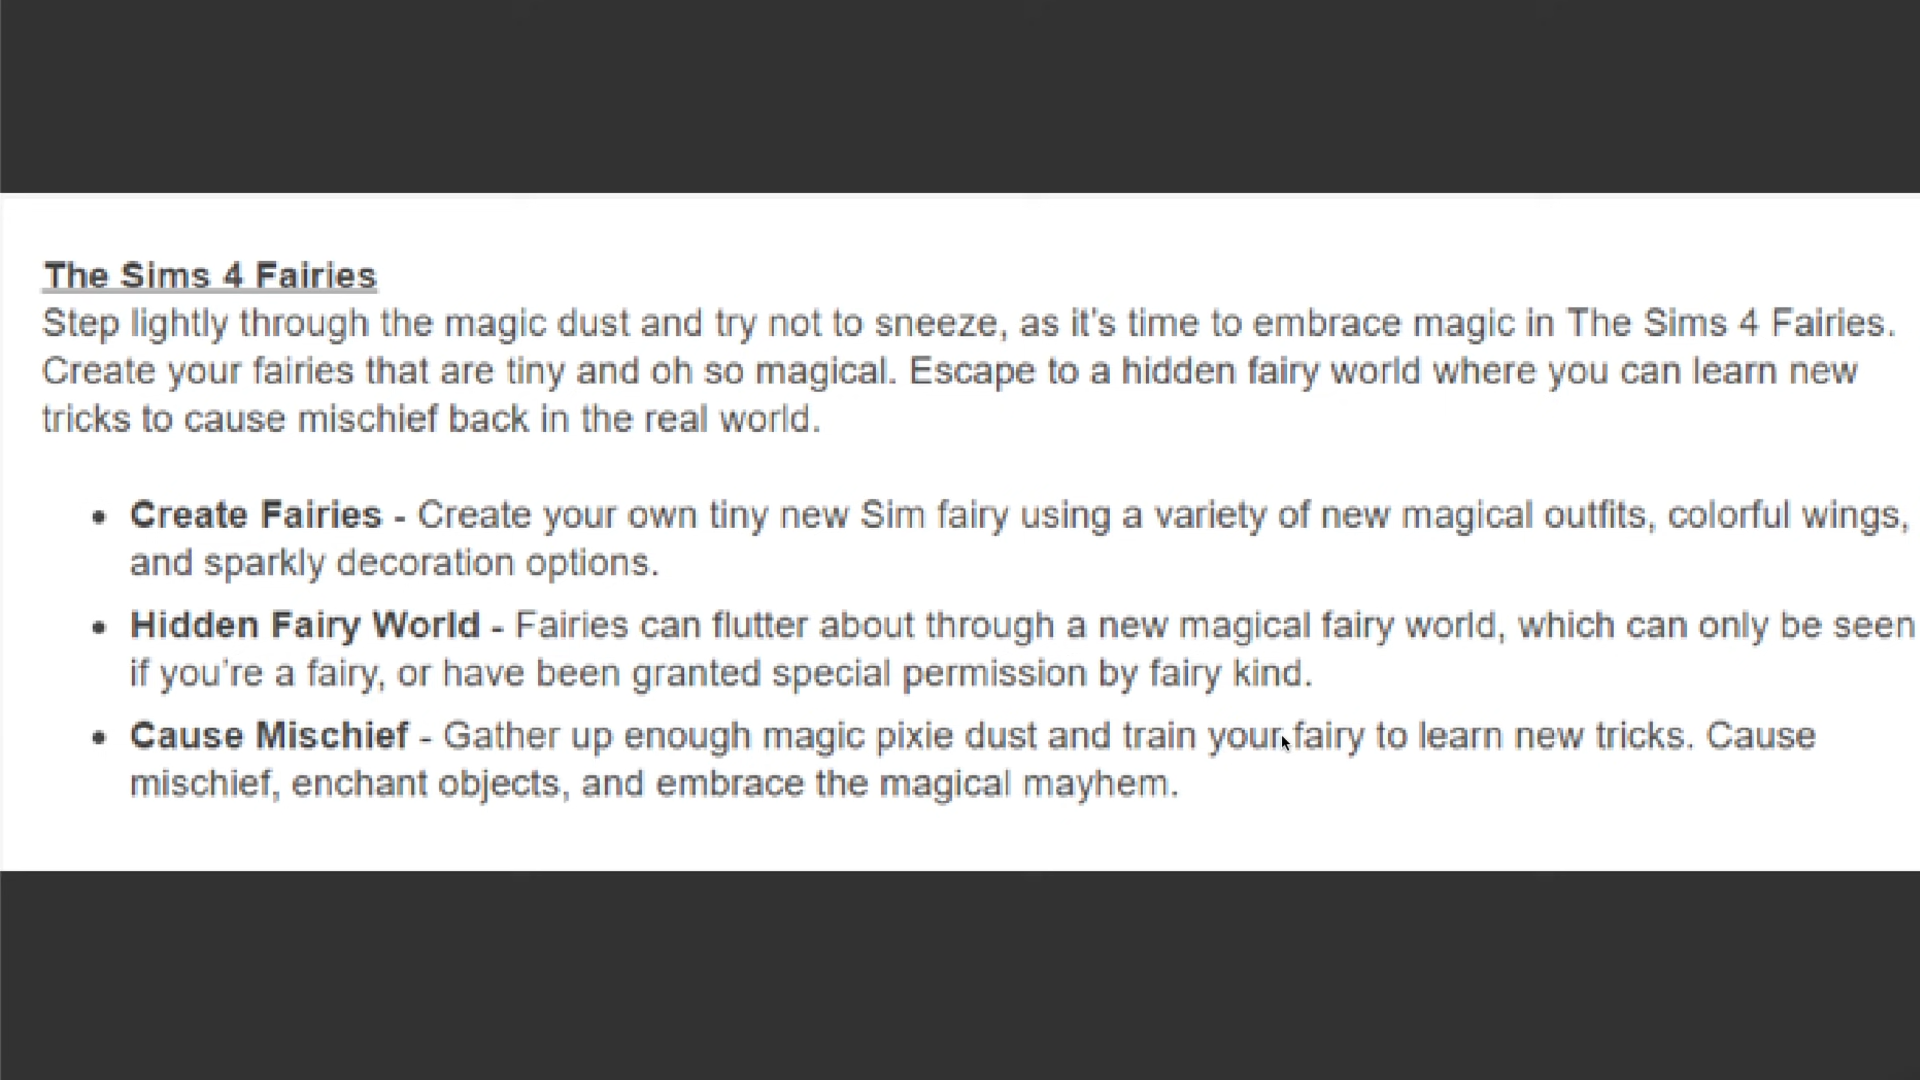 The Sims 4 Fairies
Step lightly through the magic dust and try not to sneeze, as it’s time to embrace magic in The Sims 4 Fairies.
Create your fairies that are tiny and oh so magical. Escape to a hidden fairy world where you can learn new
tricks to cause mischief back in the real world.
• Create Fairies - Create your own tiny new Sim fairy using a variety of new magical outfits, colorful wings,
and sparkly decoration options.
• Hidden Fairy World - Fairies can flutter about through a new magical fairy world, which can only be seen
if you’re a fairy, or have been granted special permission by fairy kind.
• Cause Mischief - Gather up enough magic pixie dust and train your fairy to learn new tricks. Cause
mischief, enchant objects, and embrace the magical mayhem.